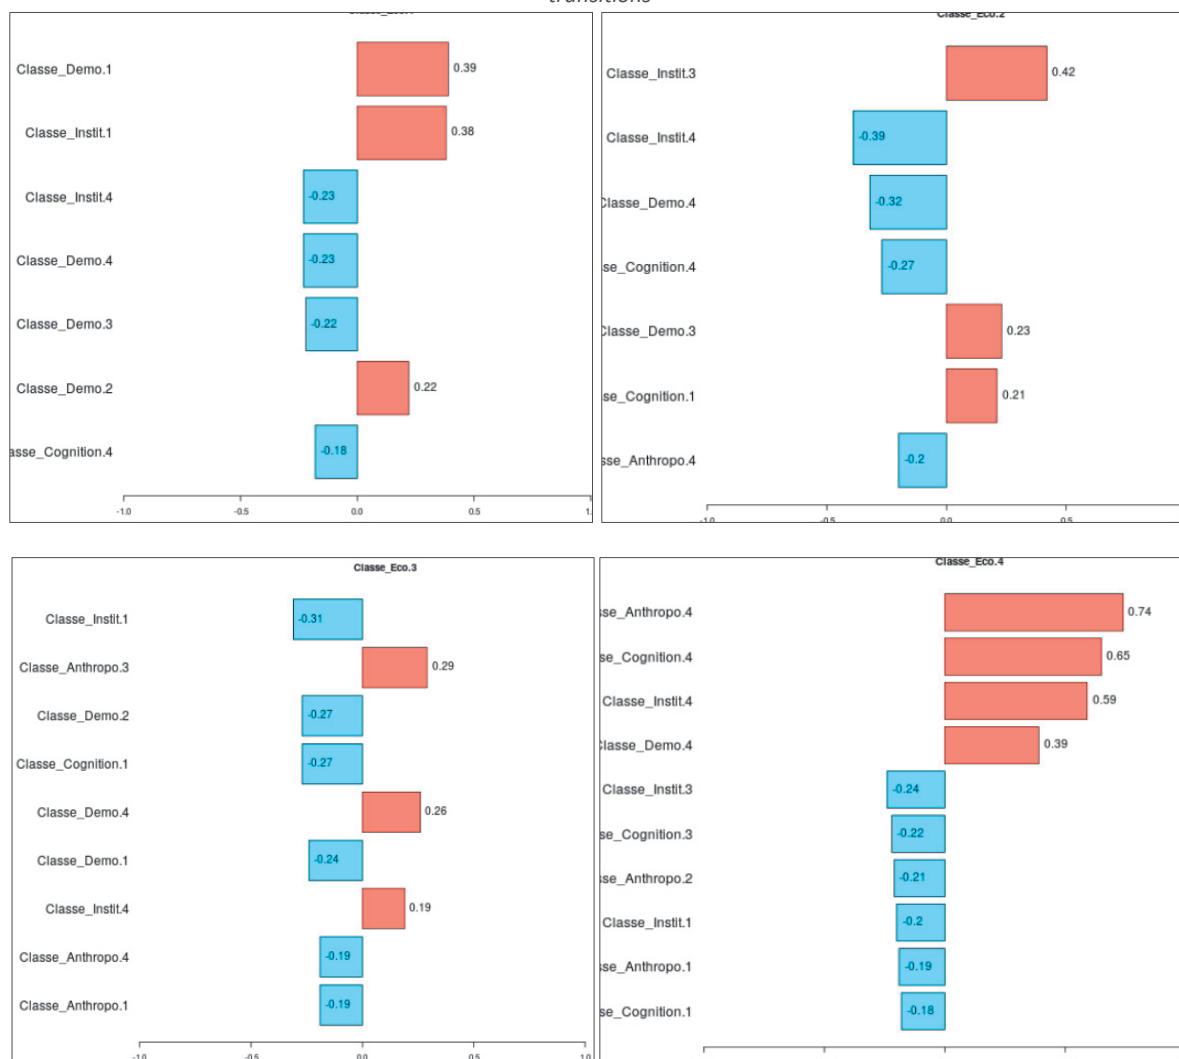 transitions
Classe_Demo.1
0.39
Classe_Instit.1
0.38
Classe_Instit.4
-0.23
Classe_Demo.4
-0.23
Classe_Demo.3
-0.22
Classe_Demo.2
0.22
asse_Cognition.4
-0.18
-1.0 -0.5 0.0 0.5 1.
Classe_Eco.2
Classe_Instit.3
0.42
Classe_Instit.4
-0.39
Classe_Demo.4
-0.32
se_Cognition.4
-0.27
Classe_Demo.3
0.23
se_Cognition.1
0.21
sse_Anthropo.4
-0.2
-1.0 -0.5 0.0 0.5
Classe_Eco.3
Classe_Instit.1
-0.31
Classe_Anthropo.3
0.29
Classe_Demo.2
-0.27
Classe_Cognition.1
-0.27
Classe_Demo.4
0.26
Classe_Demo.1
-0.24
Classe_Instit.4
0.19
Classe_Anthropo.4
-0.19
Classe_Anthropo.1
-0.19
-1.0 -0.5 0.0 0.5 1.0
Classe_Eco.4
sse_Anthropo.4
0.74
se_Cognition.4
0.65
Classe_Instit.4
0.59
Classe_Demo.4
0.39
Classe_Instit.3
-0.24
se_Cognition.3
-0.22
sse_Anthropo.2
-0.21
Classe_Instit.1
-0.2
sse_Anthropo.1
-0.19
se_Cognition.1
-0.18